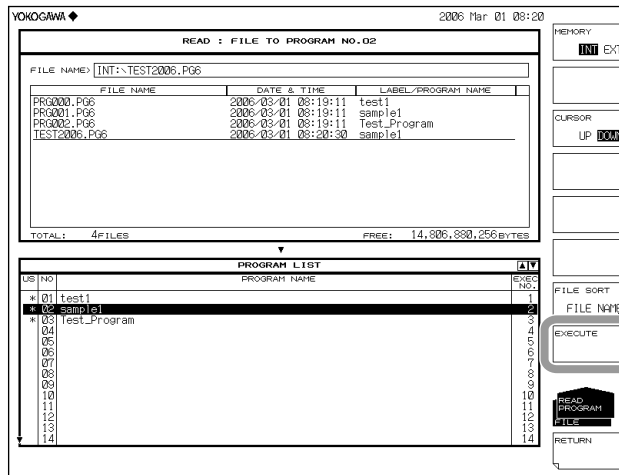 YOKOGAWA ◆
2006 Mar 01 08:20
READ : FILE TO PROGRAM NO.02
FILE NAME> INT:\TEST2006.PG6
FILE NAME DATE & TIME LABEL/PROGRAM NAME
PRG000.PG6 2006/03/01 08:19:11 test1
PRG001.PG6 2006/03/01 08:19:11 sample1
PRG002.PG6 2006/03/01 08:19:11 Test_Program
TEST2006.PG6 2006/03/01 08:20:30 sample1
TOTAL: 4FILES FREE: 14,806,880,256BYTES
PROGRAM LIST
US NO PROGRAM NAME EXEC NO.
* 01 test1 1
* 02 sample1 2
* 03 Test_Program 3
04 4
05 5
06 6
07 7
08 8
09 9
10 10
11 11
12 12
13 13
14 14
MEMORY
INT EXT
CURSOR
UP DOWN
FILE SORT
FILE NAME
EXECUTE
READ
PROGRAM
FILE
RETURN